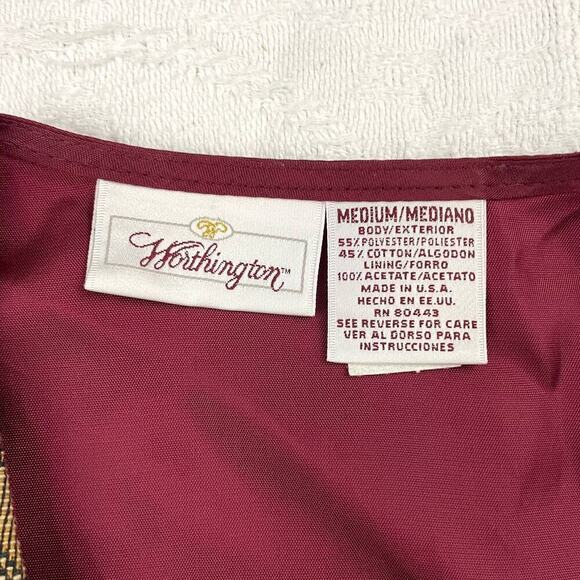 Worthington™
MEDIUM/MEDIANO
BODY/EXTERIOR
55% POLYESTER/POLIESTER
45% COTTON/ALGODON
LINING/FORRO
100% ACETATE/ACETATO
MADE IN U.S.A.
HECHO EN EE.UU.
RN 80443
SEE REVERSE FOR CARE
VER AL DORSO PARA
INSTRUCCIONES